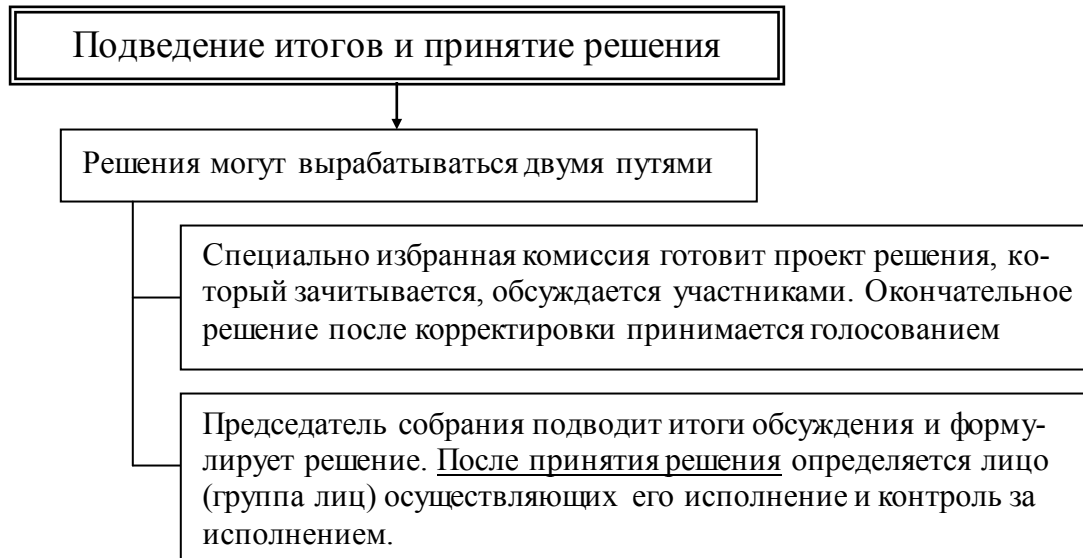 Подведение итогов и принятие решения
Решения могут вырабатываться двумя путями
Специально избранная комиссия готовит проект решения, ко-
торый зачитывается, обсуждается участниками. Окончательное
решение после корректировки принимается голосованием
Председатель собрания подводит итоги обсуждения и форму-
лирует решение. После принятия решения определяется лицо
(группа лиц) осуществляющих его исполнение и контроль за
исполнением.